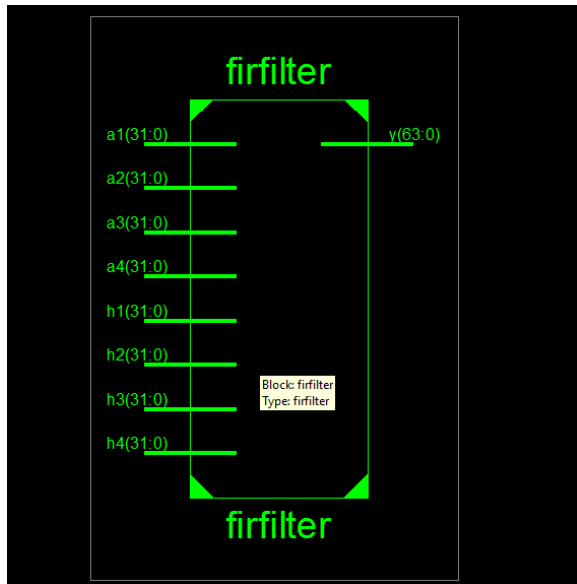 firfilter
a1(31:0)
y(63:0)
a2(31:0)
a3(31:0)
a4(31:0)
h1(31:0)
h2(31:0)
h3(31:0)
h4(31:0)
Block: firfilter
Type: firfilter
firfilter